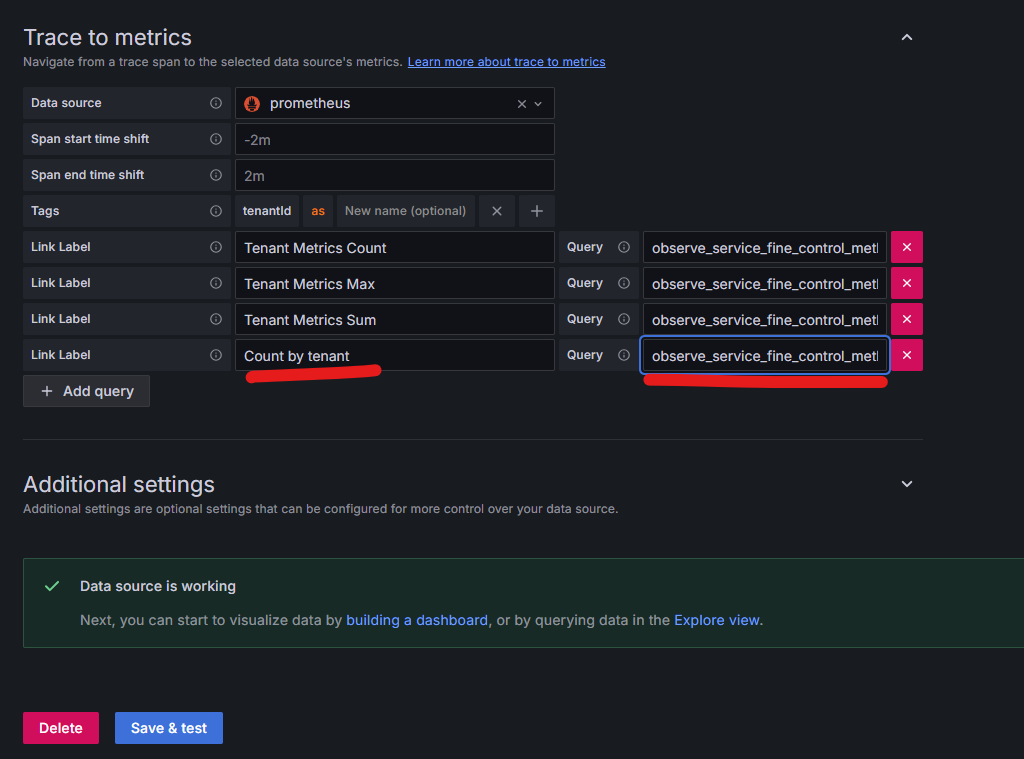 Trace to metrics
Navigate from a trace span to the selected data source's metrics. Learn more about trace to metrics
Data source prometheus
Span start time shift -2m
Span end time shift 2m
Tags tenantId as New name (optional)
Link Label Tenant Metrics Count Query observe_service_fine_control_met
Link Label Tenant Metrics Max Query observe_service_fine_control_met
Link Label Tenant Metrics Sum Query observe_service_fine_control_met
Link Label Count by tenant Query observe_service_fine_control_met
+ Add query
Additional settings
Additional settings are optional settings that can be configured for more control over your data source.
Data source is working
Next, you can start to visualize data by building a dashboard, or by querying data in the Explore view.
Delete Save & test